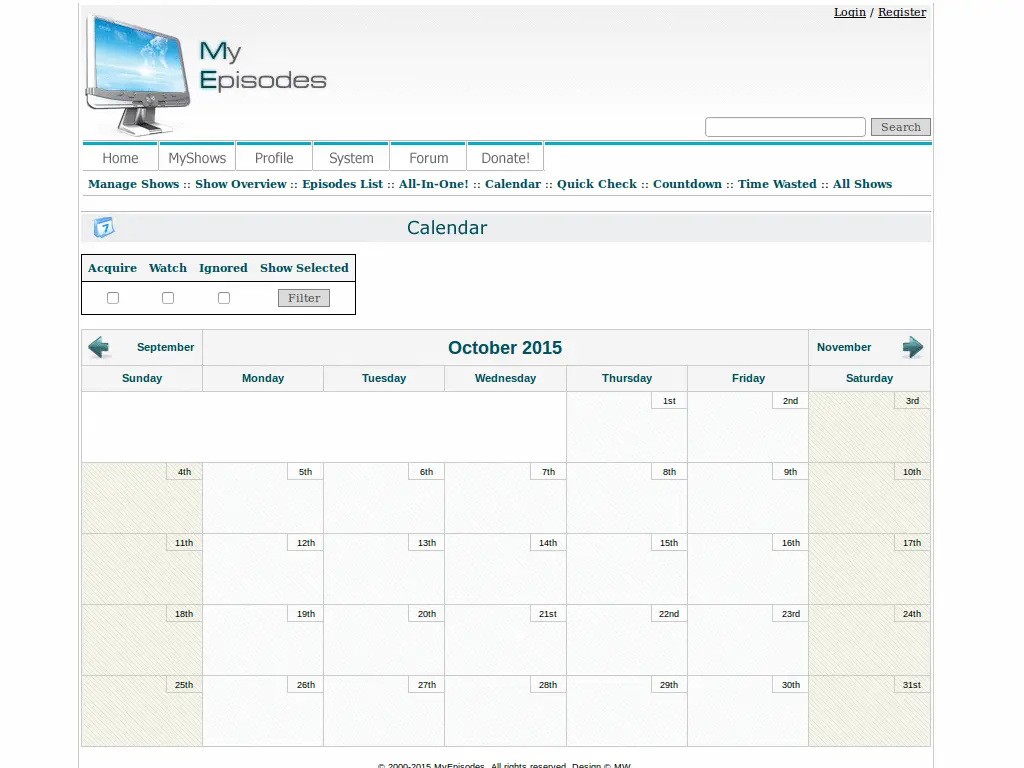 Login / Register
My
Episodes
Search
Home MyShows Profile System Forum Donate!
Manage Shows :: Show Overview :: Episodes List :: All-In-One! :: Calendar :: Quick Check :: Countdown :: Time Wasted :: All Shows
7 Calendar
Acquire Watch Ignored Show Selected
Filter
September October 2015 November
Sunday Monday Tuesday Wednesday Thursday Friday Saturday
1st 2nd 3rd
4th 5th 6th 7th 8th 9th 10th
11th 12th 13th 14th 15th 16th 17th
18th 19th 20th 21st 22nd 23rd 24th
25th 26th 27th 28th 29th 30th 31st
© 2000-2015 MyEpisodes. All rights reserved. Design © MW